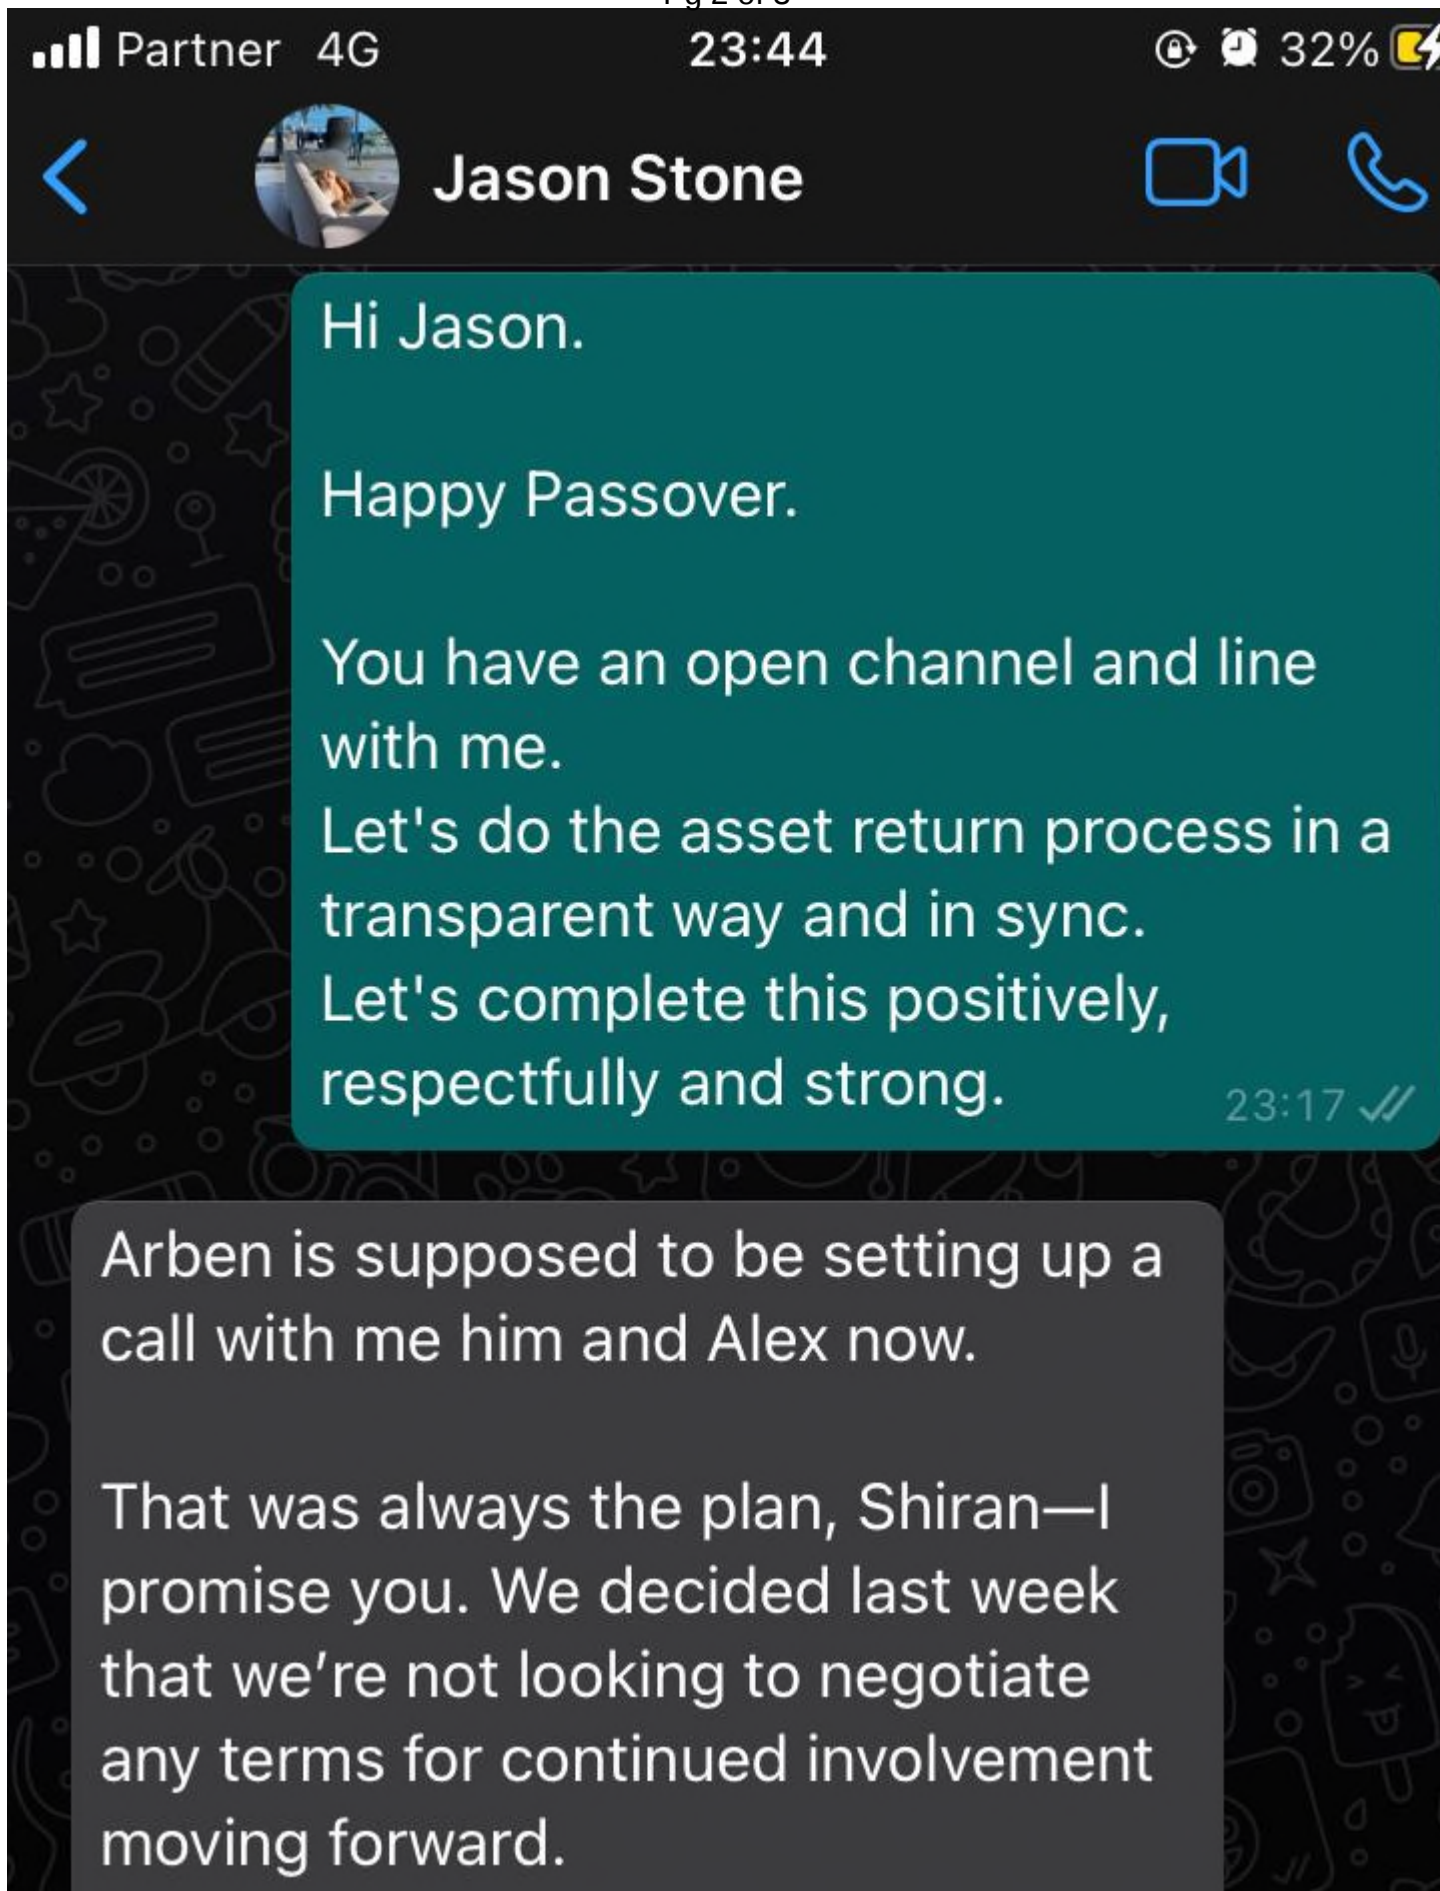 Partner 4G 23:44 32%
Jason Stone
Hi Jason.
Happy Passover.
You have an open channel and line
with me.
Let's do the asset return process in a
transparent way and in sync.
Let's complete this positively,
respectfully and strong.
23:17
Arben is supposed to be setting up a
call with me him and Alex now.
That was always the plan, Shiran—I
promise you. We decided last week
that we’re not looking to negotiate
any terms for continued involvement
moving forward.